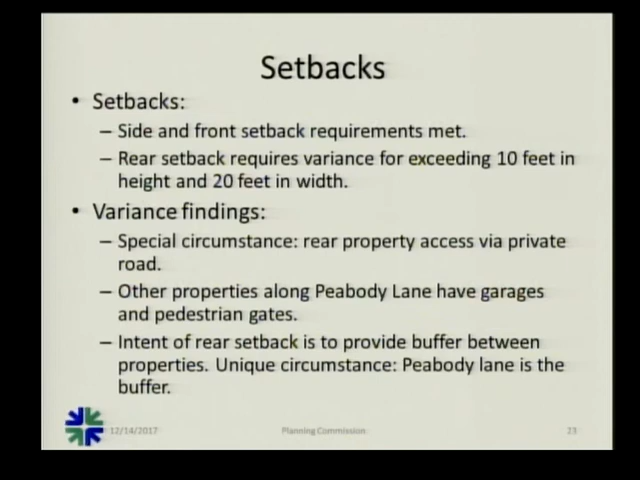 Setbacks
• Setbacks:
– Side and front setback requirements met.
– Rear setback requires variance for exceeding 10 feet in
height and 20 feet in width.
• Variance findings:
– Special circumstance: rear property access via private
road.
– Other properties along Peabody Lane have garages
and pedestrian gates.
– Intent of rear setback is to provide buffer between
properties. Unique circumstance: Peabody lane is the
buffer.
12/14/2017
Planning Commission
23